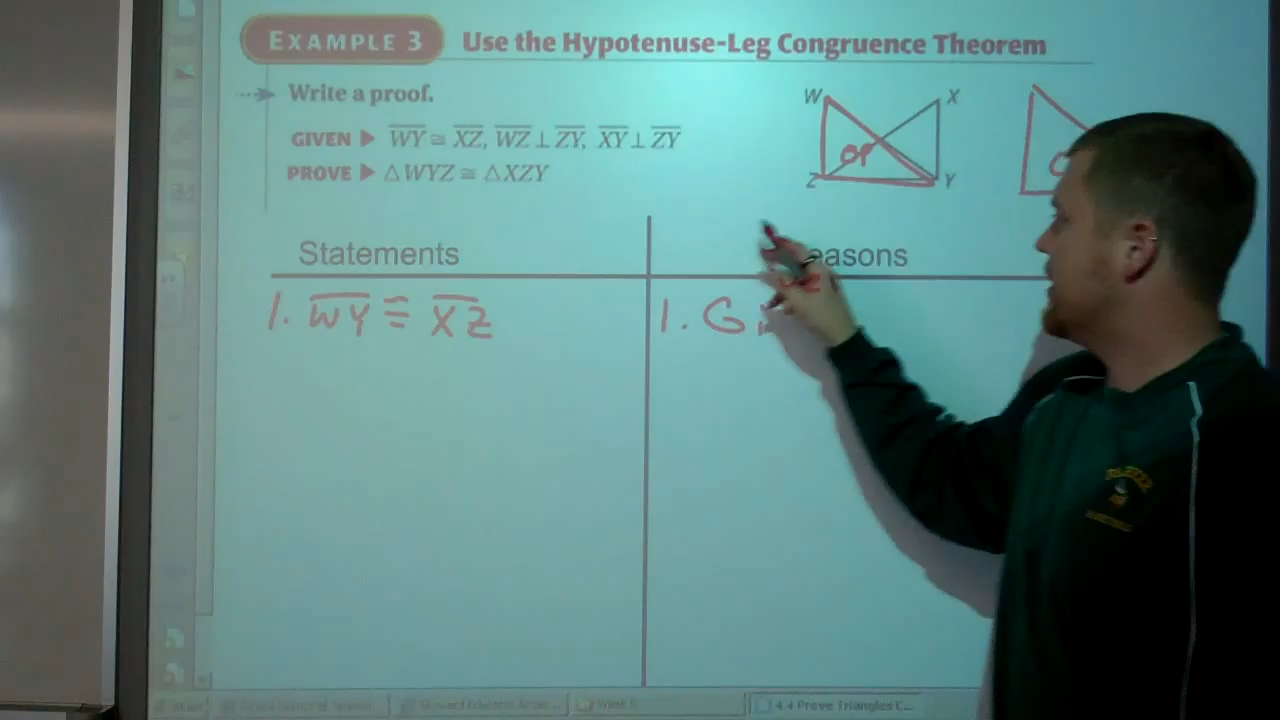 EXAMPLE 3 Use the Hypotenuse-Leg Congruence Theorem
Write a proof.
GIVEN ▶ WY ≅ XZ, WZ ⊥ ZY, XY ⊥ ZY
PROVE ▶ △WYZ ≅ △XZY
W X
Z Y
Statements
1. WY ≅ XZ
1. G
4.4 Prove Triangles C...